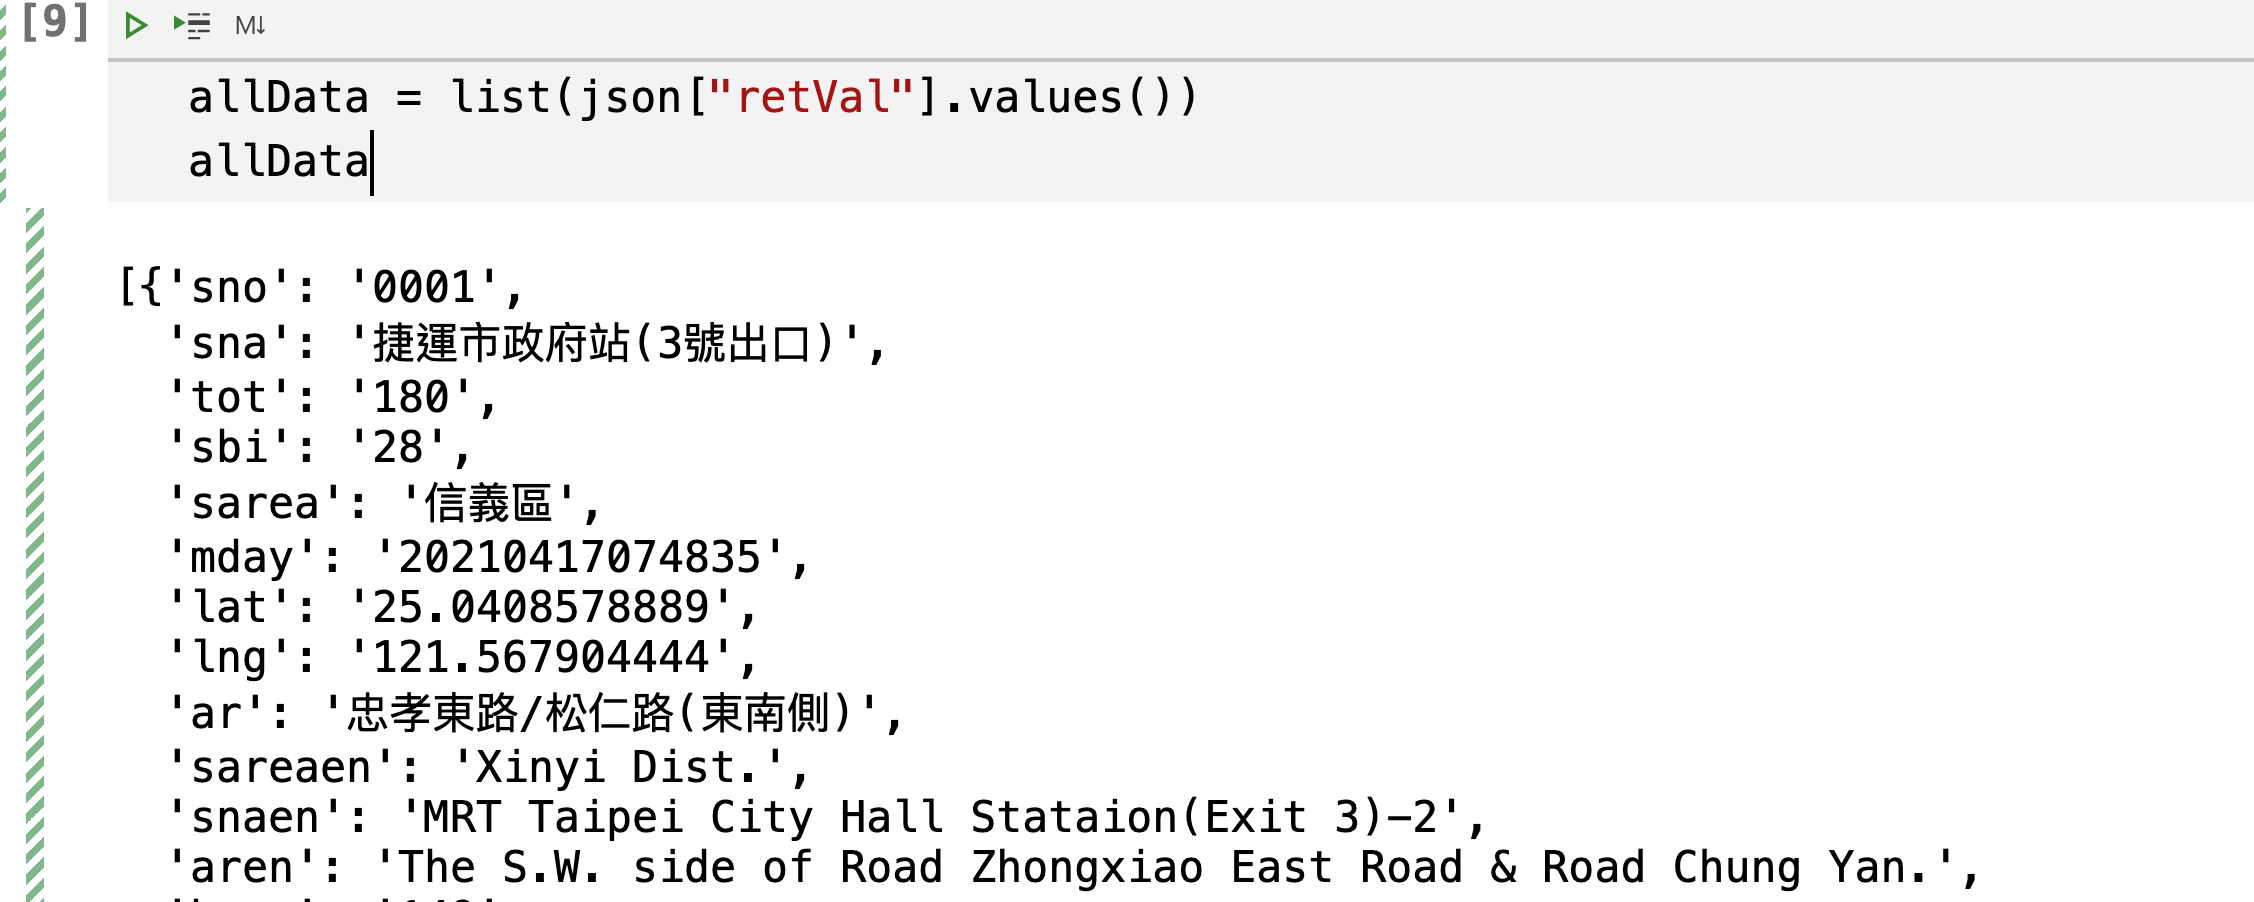 [9]
M↓
allData = list(json["retVal"].values())
allData
[{'sno': '0001',
'sna': '捷運市政府站(3號出口)',
'tot': '180',
'sbi': '28',
'sarea': '信義區',
'mday': '20210417074835',
'lat': '25.0408578889',
'lng': '121.567904444',
'ar': '忠孝東路/松仁路(東南側)',
'sareaen': 'Xinyi Dist.',
'snaen': 'MRT Taipei City Hall Stataion(Exit 3)-2',
'aren': 'The S.W. side of Road Zhongxiao East Road & Road Chung Yan.',